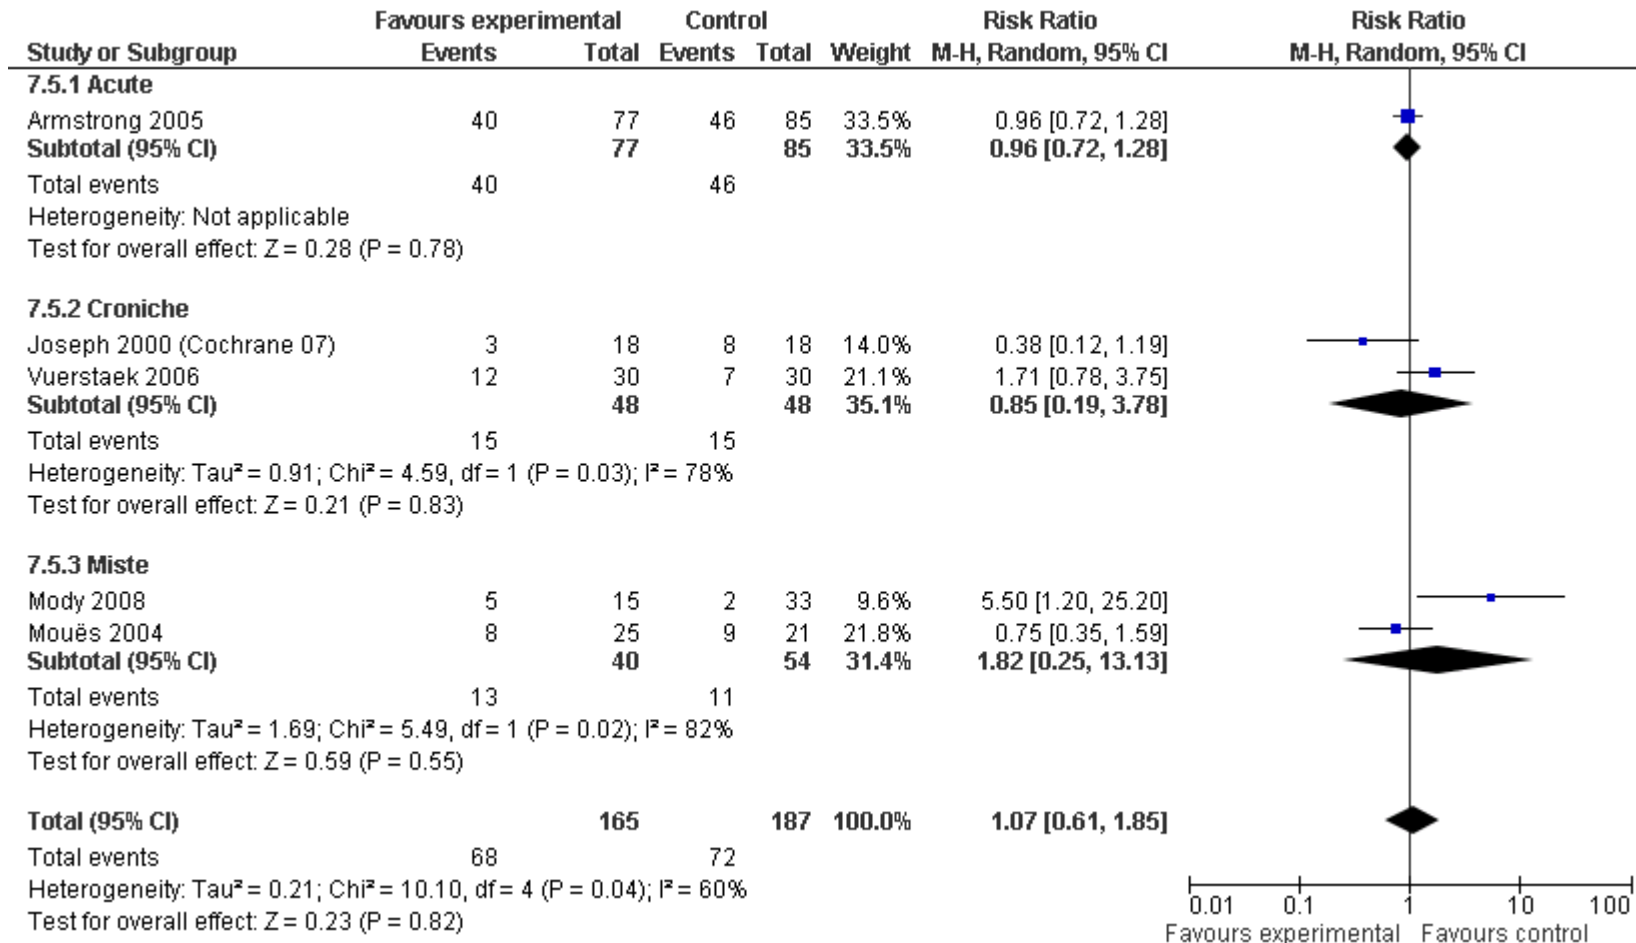 Favours experimental Control Risk Ratio Risk Ratio
Study or Subgroup Events Total Events Total Weight M-H, Random, 95% CI M-H, Random, 95% CI
7.5.1 Acute
Armstrong 2005 40 77 46 85 33.5% 0.96 [0.72, 1.28]
Subtotal (95% CI) 77 85 33.5% 0.96 [0.72, 1.28]
Total events 40 46
Heterogeneity: Not applicable
Test for overall effect: Z = 0.28 (P = 0.78)
7.5.2 Croniche
Joseph 2000 (Cochrane 07) 3 18 8 18 14.0% 0.38 [0.12, 1.19]
Vuerstaek 2006 12 30 7 30 21.1% 1.71 [0.78, 3.75]
Subtotal (95% CI) 48 48 35.1% 0.85 [0.19, 3.78]
Total events 15 15
Heterogeneity: Tau² = 0.91; Chi² = 4.59, df = 1 (P = 0.03); I² = 78%
Test for overall effect: Z = 0.21 (P = 0.83)
7.5.3 Miste
Mody 2008 5 15 2 33 9.6% 5.50 [1.20, 25.20]
Mouës 2004 8 25 9 21 21.8% 0.75 [0.35, 1.59]
Subtotal (95% CI) 40 54 31.4% 1.82 [0.25, 13.13]
Total events 13 11
Heterogeneity: Tau² = 1.69; Chi² = 5.49, df = 1 (P = 0.02); I² = 82%
Test for overall effect: Z = 0.59 (P = 0.55)
Total (95% CI) 165 187 100.0% 1.07 [0.61, 1.85]
Total events 68 72
Heterogeneity: Tau² = 0.21; Chi² = 10.10, df = 4 (P = 0.04); I² = 60%
Test for overall effect: Z = 0.23 (P = 0.82)
0.01 0.1 1 10 100
Favours experimental Favours control